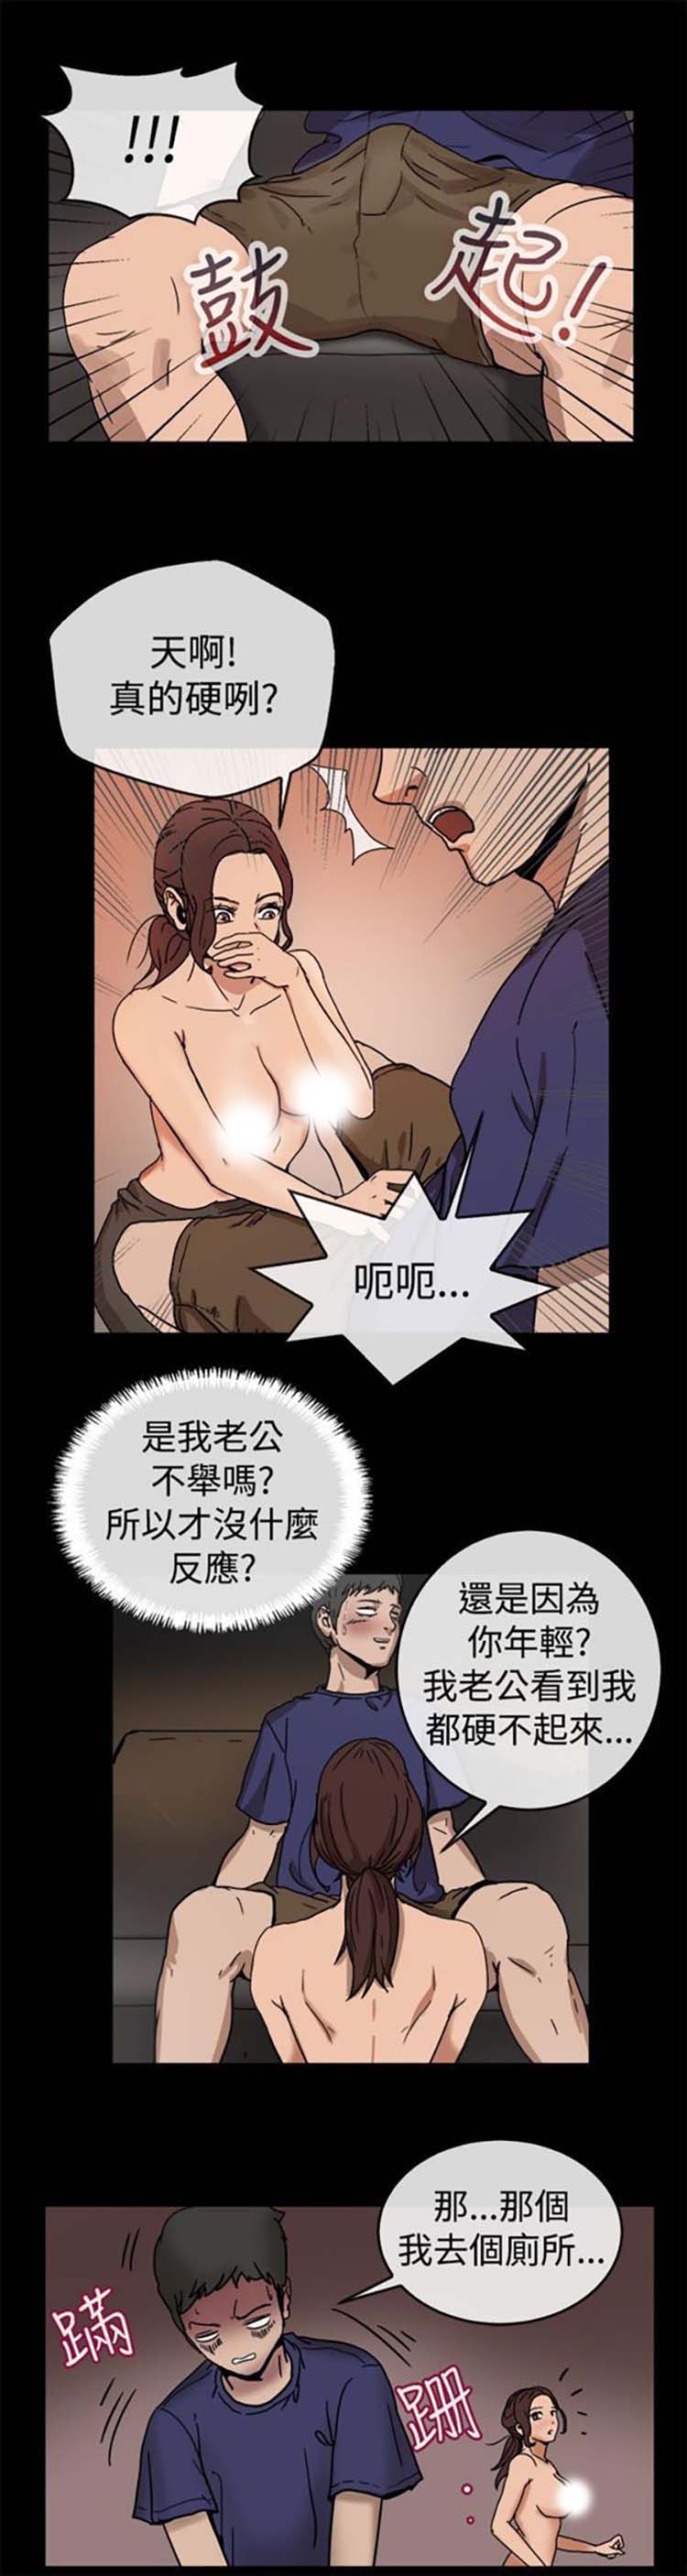 !!!
鼓起!
天啊!
真的硬咧?
呃呃...
是我老公
不舉嗎?
所以才沒什麼
反應?
還是因為
你年輕?
我老公看到我
都硬不起來...
那...那個
我去個廁所...
蹣
跚